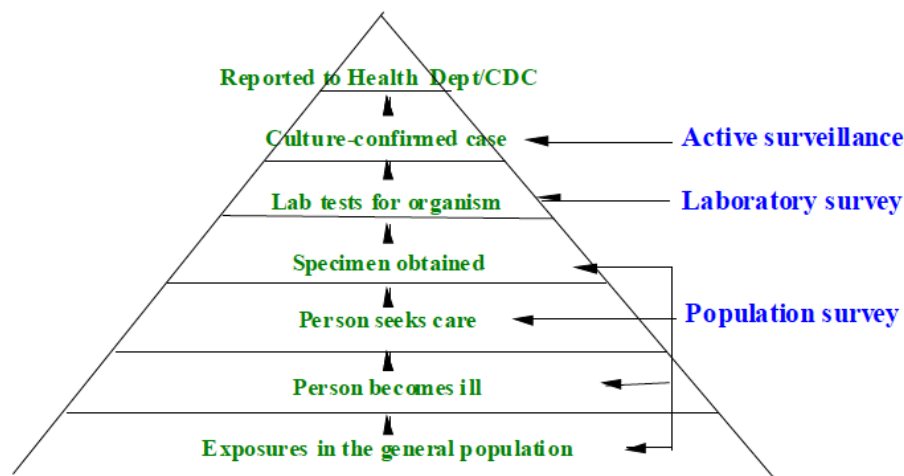 Reported to Health Dept/CDC
Culture-confirmed case
Active surveillance
Lab tests for organism
Laboratory survey
Specimen obtained
Person seeks care
Population survey
Person becomes ill
Exposures in the general population